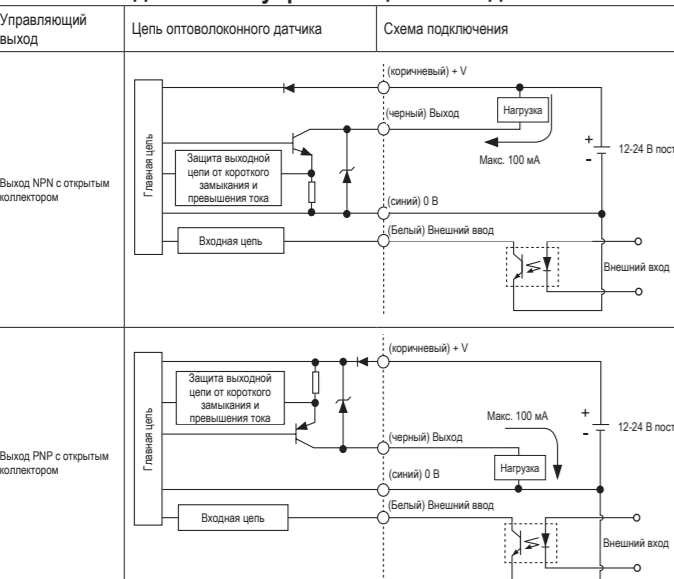 Управляющий
выход
Цепь оптоволоконного датчика
Схема подключения
Выход NPN с открытым
коллектором
Главная цепь
Защита выходной
цепи от короткого
замыкания и
превышения тока
Входная цепь
(коричневый) + V
(черный) Выход
Нагрузка
Макс. 100 мА
+
-
12-24 В пост
(синий) 0 В
(Белый) Внешний ввод
Внешний вход
Выход PNP с открытым
коллектором
Главная цепь
Защита выходной
цепи от короткого
замыкания и
превышения тока
Входная цепь
(коричневый) + V
Макс. 100 мА
+
-
12-24 В пост
(черный) Выход
Нагрузка
(синий) 0 В
(Белый) Внешний ввод
Внешний вход